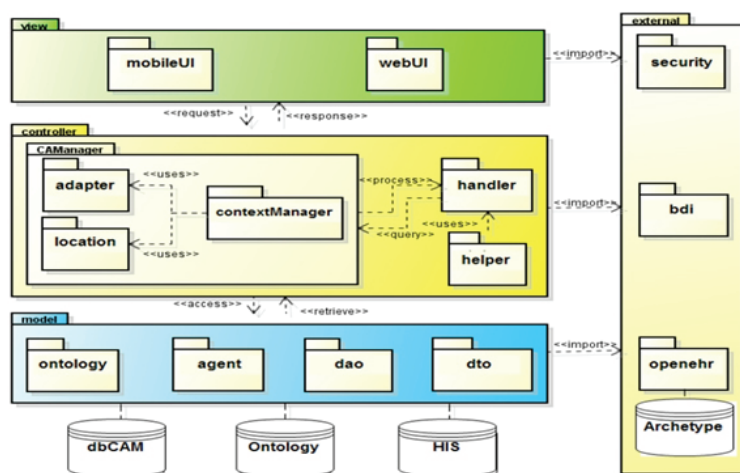 view
external
mobileUI
webUI
<<import>>
security
<<request>>
<<response>>
controller
CAManager
<<uses>>
adapter
<<process>>
handler
contextManager
<<import>>
bdi
location
<<query>>
<<uses>>
<<uses>>
helper
<<access>>
<<retrieve>>
model
<<import>>
ontology
agent
dao
dto
openehr
dbCAM
Ontology
HIS
Archetype